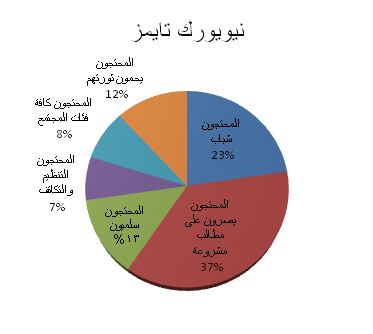 نيويورك تايمز
المحتجون
يحمون ثورتهم
12%
المحتجون كافة
فئات المجتمع
8%
المحتجون
التنظيم
والتكاتف
7%
المحتجون
سلميون
١٣%
المحتجون
يصرون على
مطالب
مشروعة
37%
المحتجون
شباب
23%